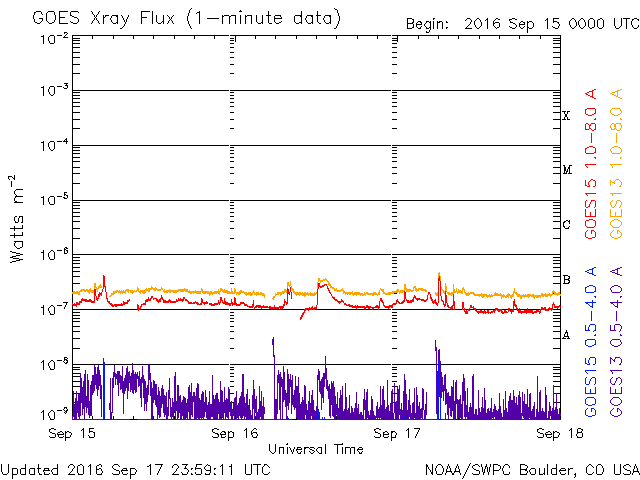 GOES Xray Flux (1-minute data)
Begin: 2016 Sep 15 0000 UTC
10⁻²
10⁻³
10⁻⁴
10⁻⁵
10⁻⁶
10⁻⁷
10⁻⁸
10⁻⁹
Watts m⁻²
X
M
C
B
A
GOES15 1.0-8.0 A
GOES13 1.0-8.0 A
GOES15 0.5-4.0 A
GOES13 0.5-4.0 A
Sep 15
Sep 16
Sep 17
Sep 18
Universal Time
Updated 2016 Sep 17 23:59:11 UTC
NOAA/SWPC Boulder, CO USA